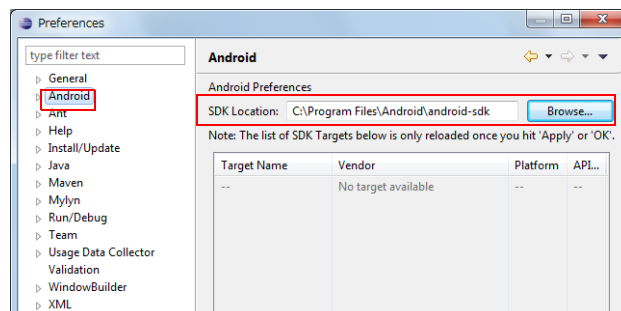 Preferences
type filter text
General
Android
Ant
Help
Install/Update
Java
Maven
Mylyn
Run/Debug
Team
Usage Data Collector
Validation
WindowBuilder
XML
Android
Android Preferences
SDK Location: C:\Program Files\Android\android-sdk Browse...
Note: The list of SDK Targets below is only reloaded once you hit 'Apply' or 'OK'.
Target Name Vendor Platform API...
-- No target available -- --